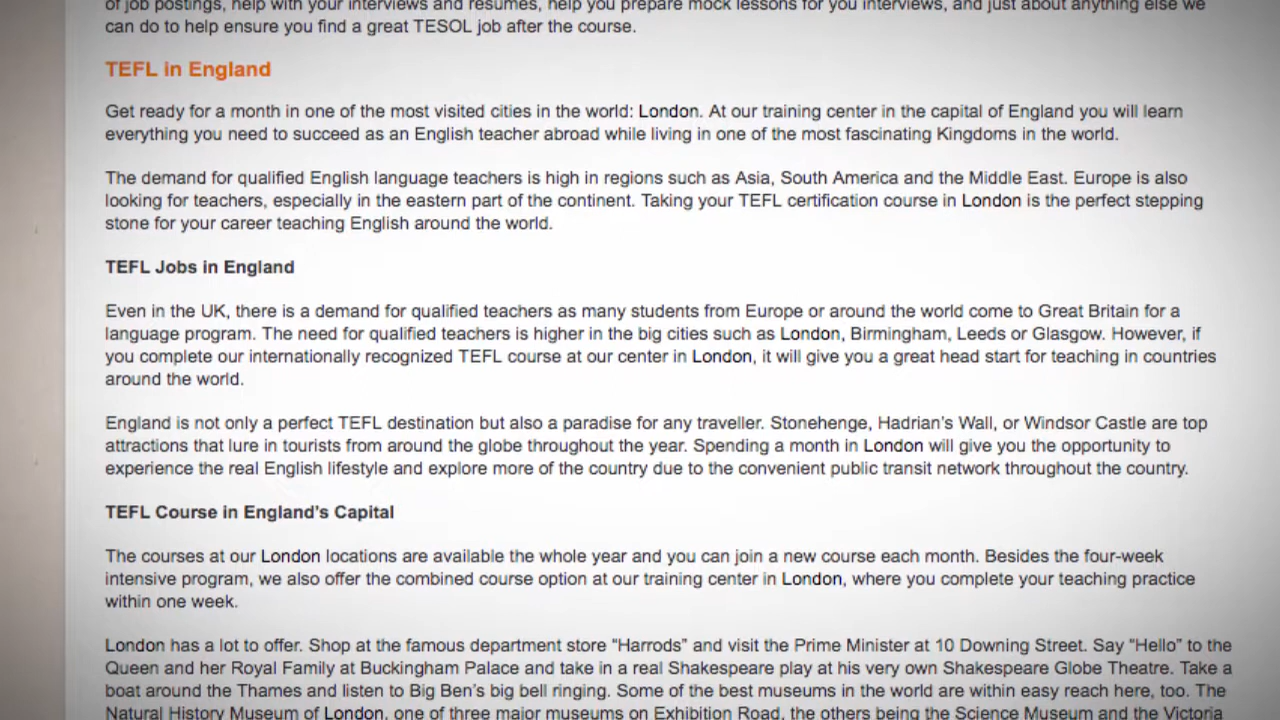 of job postings, help with your interviews and resumes, help you prepare mock lessons for you interviews, and just about anything else we
can do to help ensure you find a great TESOL job after the course.
TEFL in England
Get ready for a month in one of the most visited cities in the world: London. At our training center in the capital of England you will learn
everything you need to succeed as an English teacher abroad while living in one of the most fascinating Kingdoms in the world.
The demand for qualified English language teachers is high in regions such as Asia, South America and the Middle East. Europe is also
looking for teachers, especially in the eastern part of the continent. Taking your TEFL certification course in London is the perfect stepping
stone for your career teaching English around the world.
TEFL Jobs in England
Even in the UK, there is a demand for qualified teachers as many students from Europe or around the world come to Great Britain for a
language program. The need for qualified teachers is higher in the big cities such as London, Birmingham, Leeds or Glasgow. However, if
you complete our internationally recognized TEFL course at our center in London, it will give you a great head start for teaching in countries
around the world.
England is not only a perfect TEFL destination but also a paradise for any traveller. Stonehenge, Hadrian's Wall, or Windsor Castle are top
attractions that lure in tourists from around the globe throughout the year. Spending a month in London will give you the opportunity to
experience the real English lifestyle and explore more of the country due to the convenient public transit network throughout the country.
TEFL Course in England's Capital
The courses at our London locations are available the whole year and you can join a new course each month. Besides the four-week
intensive program, we also offer the combined course option at our training center in London, where you complete your teaching practice
within one week.
London has a lot to offer. Shop at the famous department store “Harrods” and visit the Prime Minister at 10 Downing Street. Say “Hello” to the
Queen and her Royal Family at Buckingham Palace and take in a real Shakespeare play at his very own Shakespeare Globe Theatre. Take a
boat around the Thames and listen to Big Ben's big bell ringing. Some of the best museums in the world are within easy reach here, too. The
Natural History Museum of London, one of three major museums on Exhibition Road, the others being the Science Museum and the Victoria